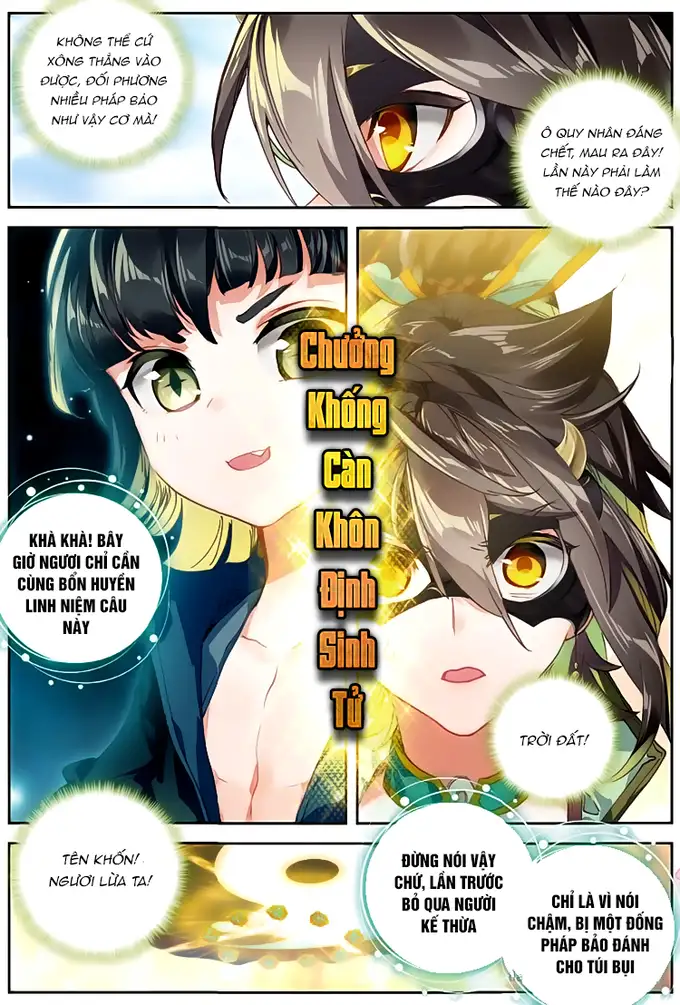 KHÔNG THỂ CỨ
XÔNG THẲNG VÀO
ĐƯỢC, ĐỐI PHƯƠNG
NHIỀU PHÁP BẢO
NHƯ VẬY CƠ MÀ!
Ô QUY NHÂN ĐÁNG
CHẾT, MAU RA ĐÂY!
LẦN NÀY PHẢI LÀM
THẾ NÀO ĐÂY?
KHÀ KHÀ! BÂY
GIỜ NGƯƠI CHỈ CẦN
CÙNG BỔN HUYỀN
LINH NIỆM CÂU
NÀY
Chưởng
Khống
Càn
Khôn
Định
Sinh
Tử
TRỜI ĐẤT!
TÊN KHỐN!
NGƯƠI LỪA TA!
ĐỪNG NÓI VẬY
CHỨ, LẦN TRƯỚC
BỎ QUA NGƯỜI
KẾ THỪA
CHỈ LÀ VÌ NÓI
CHẬM, BỊ MỘT ĐỐNG
PHÁP BẢO ĐÁNH
CHO TÚI BỤI